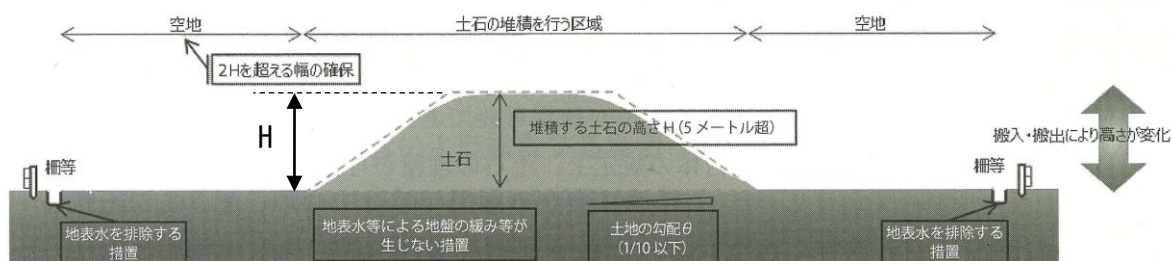 空地
土石の堆積を行う区域
空地
2Hを超える幅の確保
H
堆積する土石の高さH(5メートル超)
搬入・搬出により高さが変化
土石
柵等
柵等
地表水を排除する
措置
地表水等による地盤の緩み等が
生じない措置
土地の勾配θ
(1/10以下)
地表水を排除する
措置